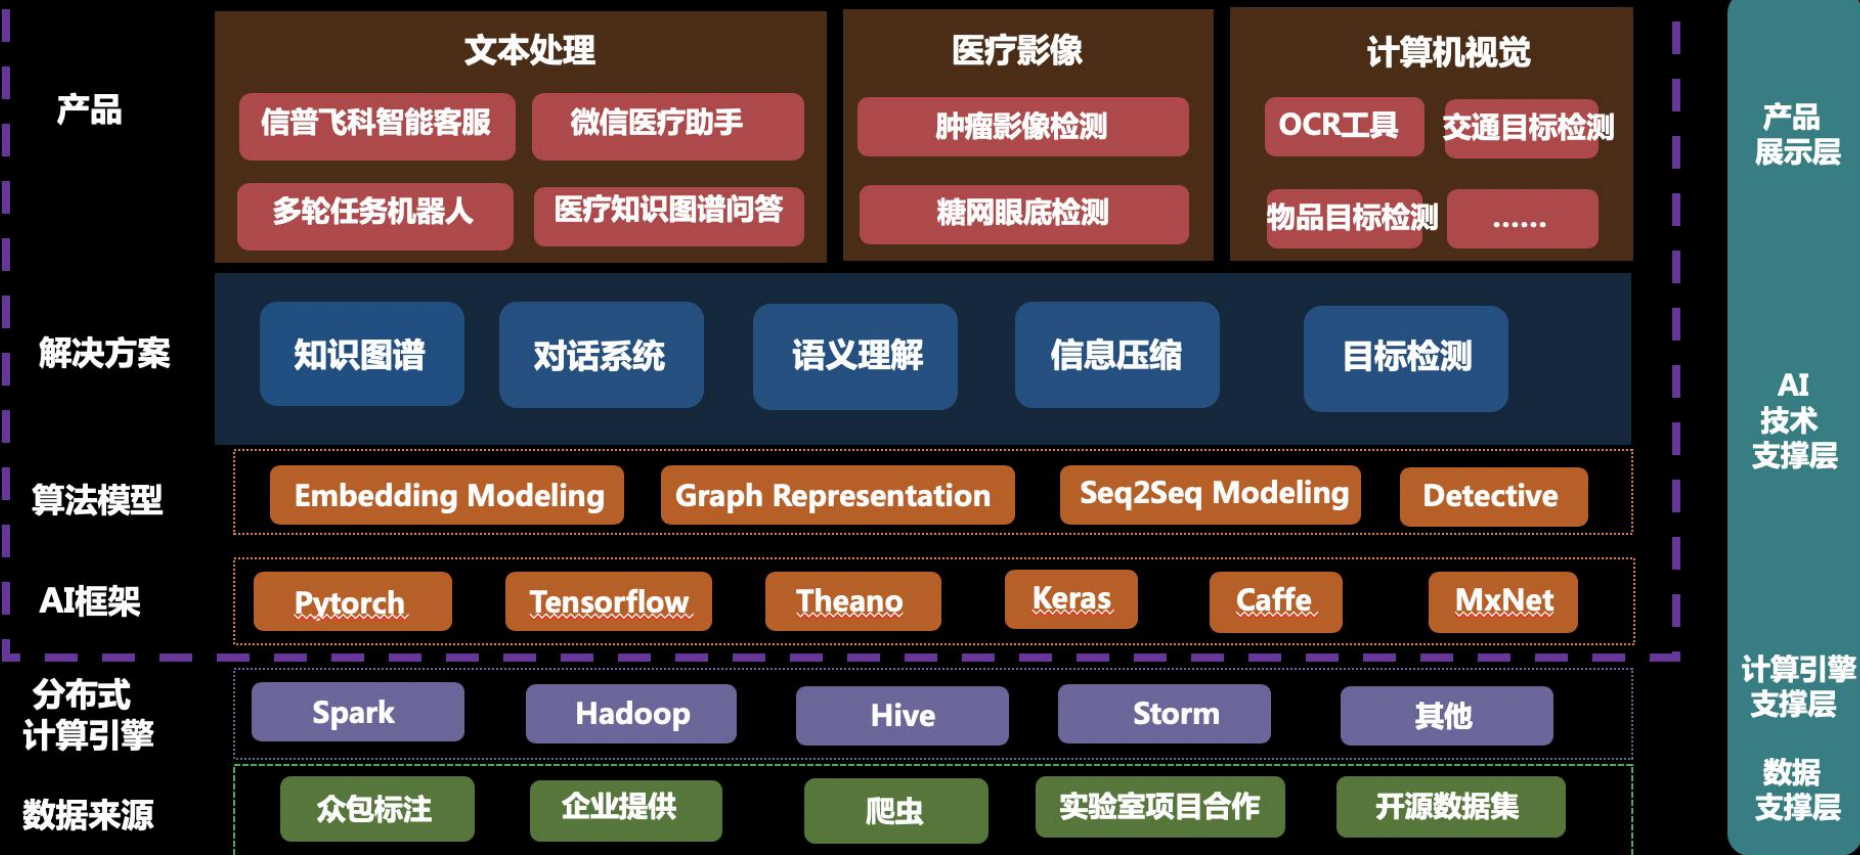 文本处理
医疗影像
计算机视觉
产品
信普飞科智能客服
微信医疗助手
肿瘤影像检测
OCR工具
交通目标检测
多轮任务机器人
医疗知识图谱问答
糖网眼底检测
物品目标检测
......
产品
展示层
解决方案
知识图谱
对话系统
语义理解
信息压缩
目标检测
AI
技术
支撑层
算法模型
Embedding Modeling
Graph Representation
Seq2Seq Modeling
Detective
AI框架
Pytorch
Tensorflow
Theano
Keras
Caffe
MxNet
分布式
计算引擎
Spark
Hadoop
Hive
Storm
其他
计算引擎
支撑层
数据来源
众包标注
企业提供
爬虫
实验室项目合作
开源数据集
数据
支撑层